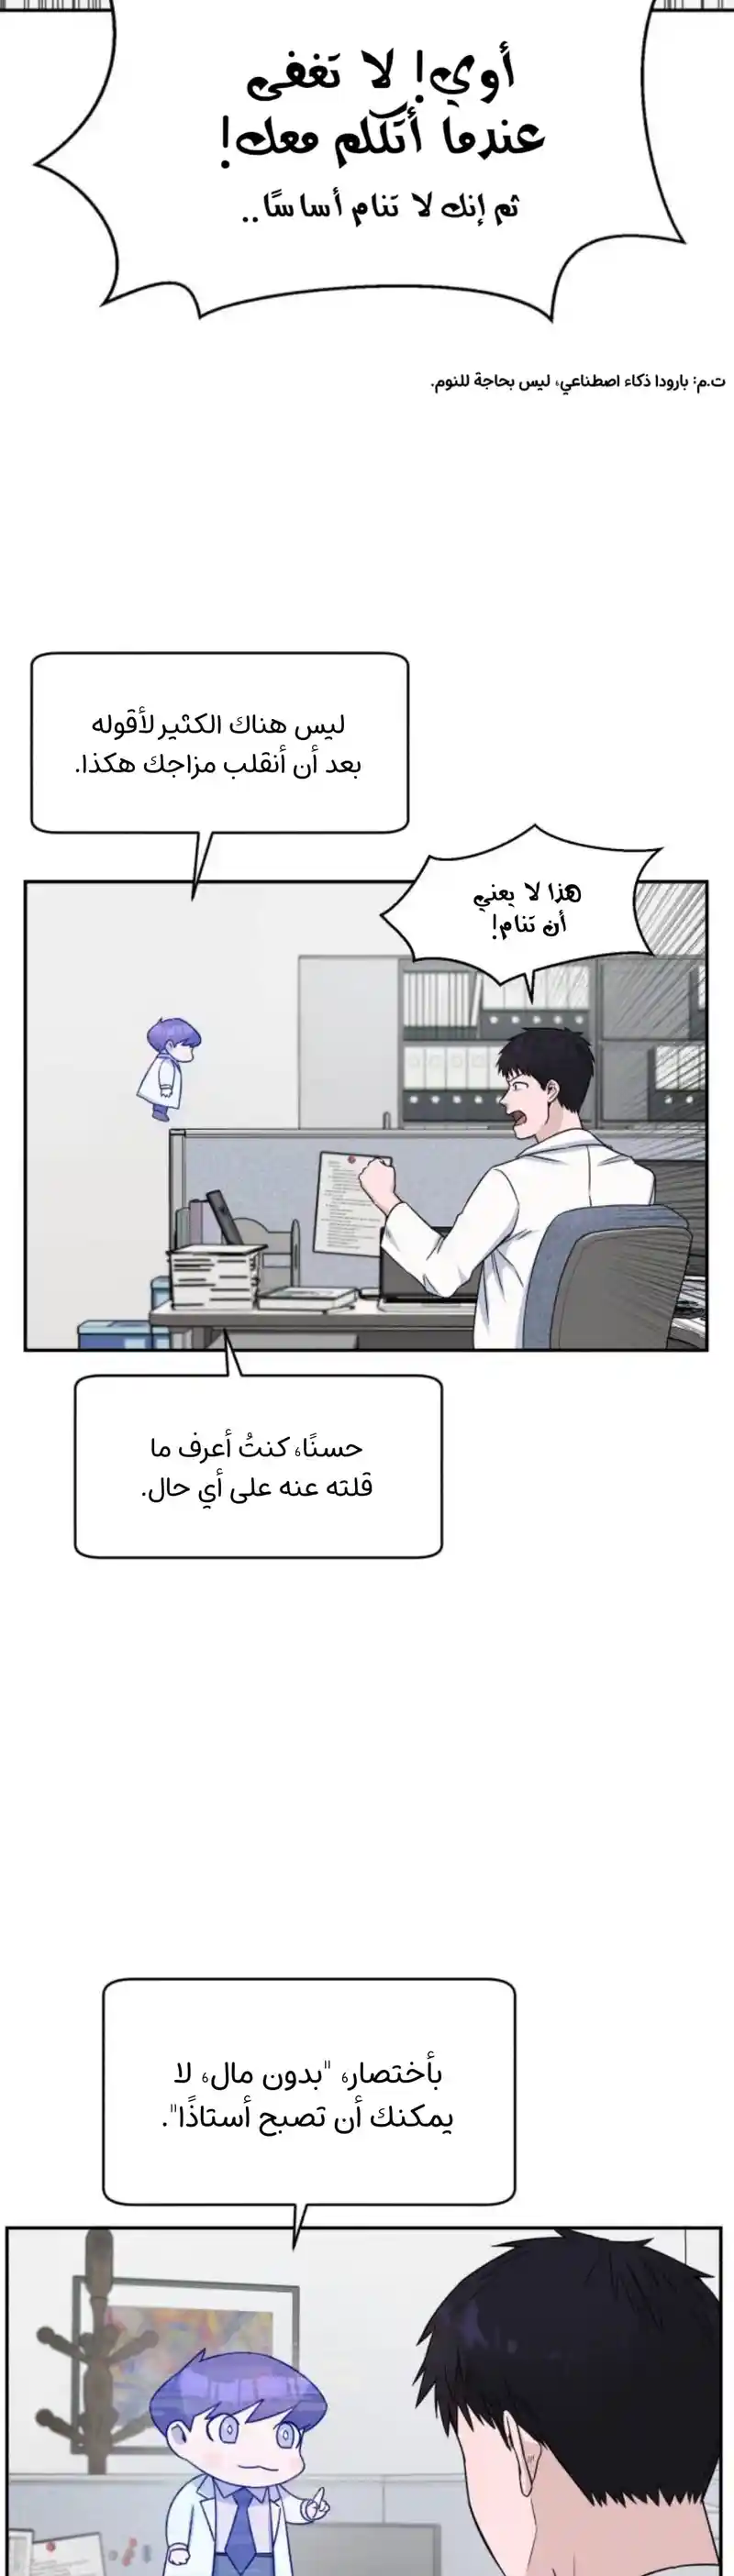 أوي! لا تغفى
عندما أتكلم معك!
ثم إنك لا تنام أساسًا..
ت.م: بارودا ذكاء اصطناعي، ليس بحاجة للنوم.
ليس هناك الكثير لأقوله
بعد أن أنقلب مزاجك هكذا.
هذا لا يعني
أن تنام!
حسنًا، كنتُ أعرف ما
قلته عنه على أي حال.
بأختصار، "بدون مال، لا
يمكنك أن تصبح أستاذًا".